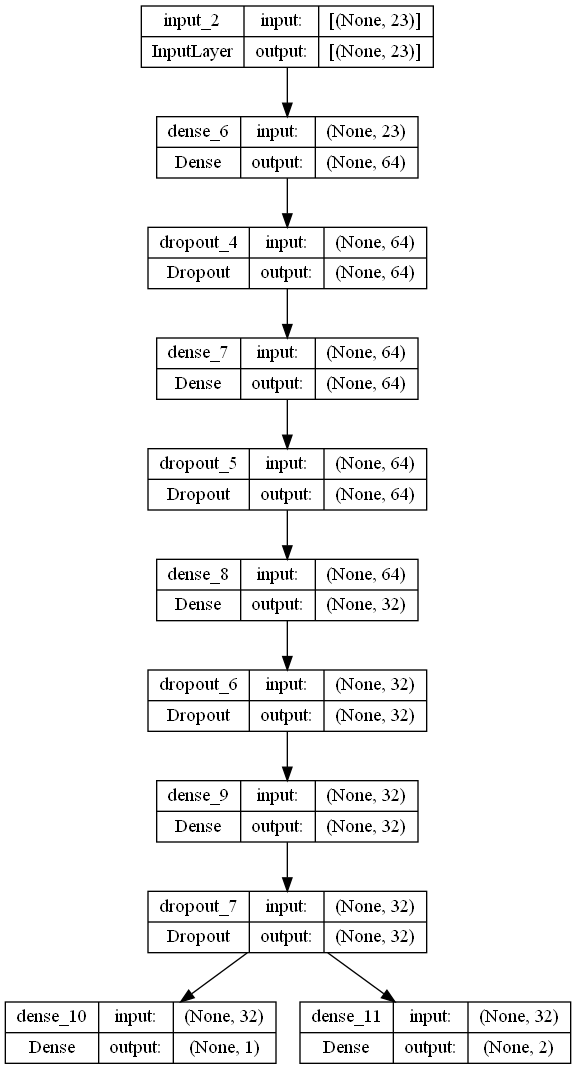 input_2 input: [(None, 23)]
InputLayer output: [(None, 23)]
dense_6 input: (None, 23)
Dense output: (None, 64)
dropout_4 input: (None, 64)
Dropout output: (None, 64)
dense_7 input: (None, 64)
Dense output: (None, 64)
dropout_5 input: (None, 64)
Dropout output: (None, 64)
dense_8 input: (None, 64)
Dense output: (None, 32)
dropout_6 input: (None, 32)
Dropout output: (None, 32)
dense_9 input: (None, 32)
Dense output: (None, 32)
dropout_7 input: (None, 32)
Dropout output: (None, 32)
dense_10 input: (None, 32)
Dense output: (None, 1)
dense_11 input: (None, 32)
Dense output: (None, 2)